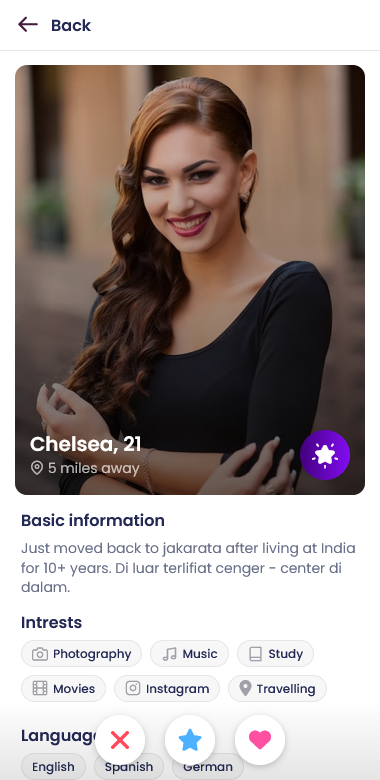 Back
Chelsea, 21
5 miles away
Basic information
Just moved back to jakarata after living at India
for 10+ years. Di luar terlifiat cenger - center di
dalam.
Intrests
Photography Music Study
Movies Instagram Travelling
Languag
English Spanish German